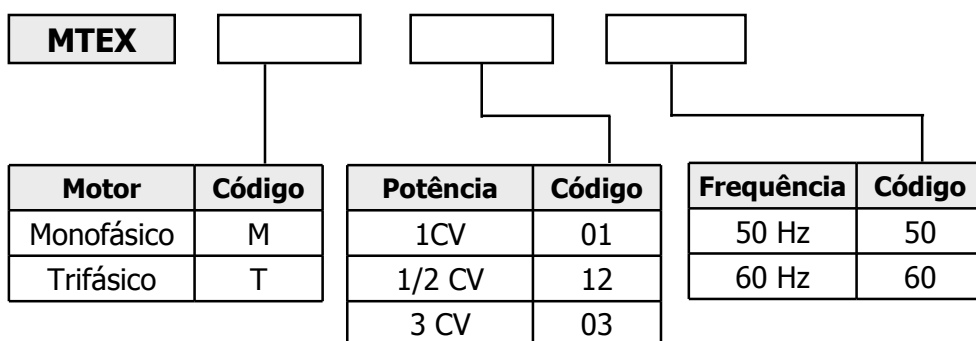 MTEX
Motor Código
Monofásico M
Trifásico T
Potência Código
1CV 01
1/2 CV 12
3 CV 03
Frequência Código
50 Hz 50
60 Hz 60